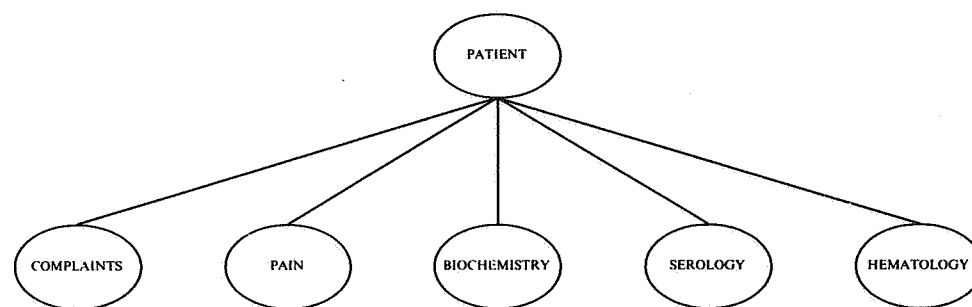 PATIENT
COMPLAINTS
PAIN
BIOCHEMISTRY
SEROLOGY
HEMATOLOGY